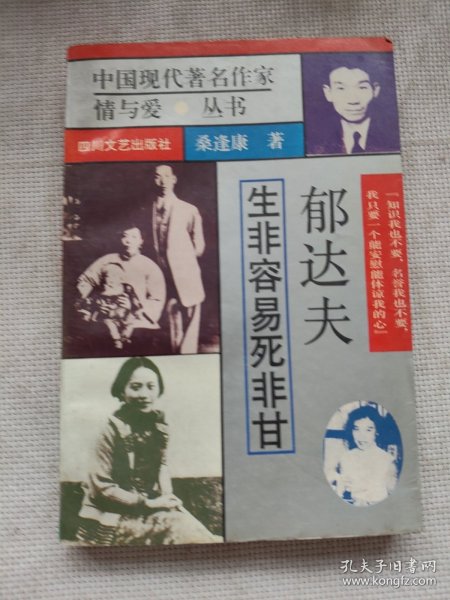 中国现代著名作家
情与爱·丛书
四川文艺出版社
桑逢康 著
“知识我也不要，名誉我也不要，
我只要一个能安慰能体谅我的心”
郁达夫
生非容易死非甘
孔夫子旧书网
www.kongfz.com